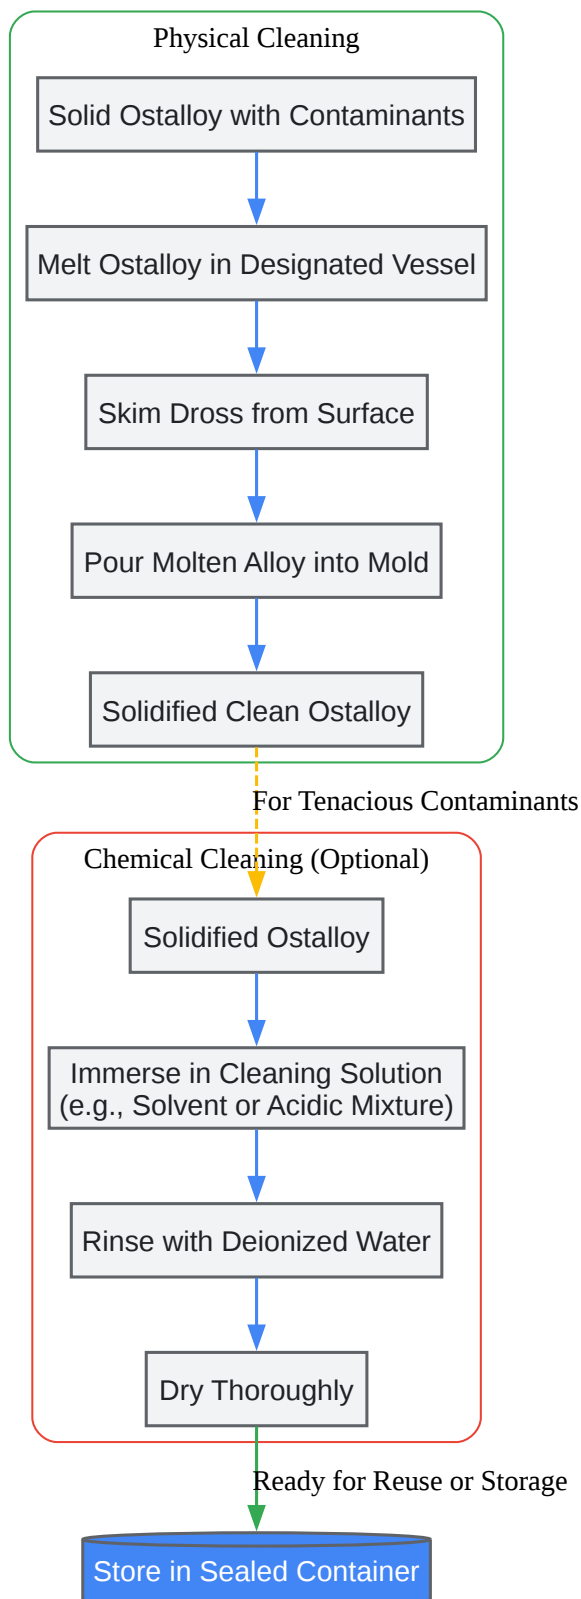 Physical Cleaning
Solid Ostalloy with Contaminants
Melt Ostalloy in Designated Vessel
Skim Dross from Surface
Pour Molten Alloy into Mold
Solidified Clean Ostalloy
For Tenacious Contaminants
Chemical Cleaning (Optional)
Solidified Ostalloy
Immerse in Cleaning Solution
(e.g., Solvent or Acidic Mixture)
Rinse with Deionized Water
Dry Thoroughly
Ready for Reuse or Storage
Store in Sealed Container